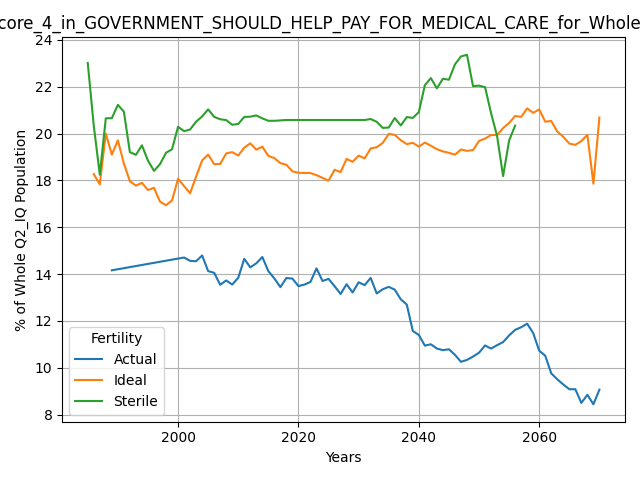 core_4_in_GOVERNMENT_SHOULD_HELP_PAY_FOR_MEDICAL_CARE_for_Whole
24
22
20
18
16
14
12
10
8
% of Whole Q2_IQ Population
Fertility
Actual
Ideal
Sterile
2000
2020
2040
2060
Years